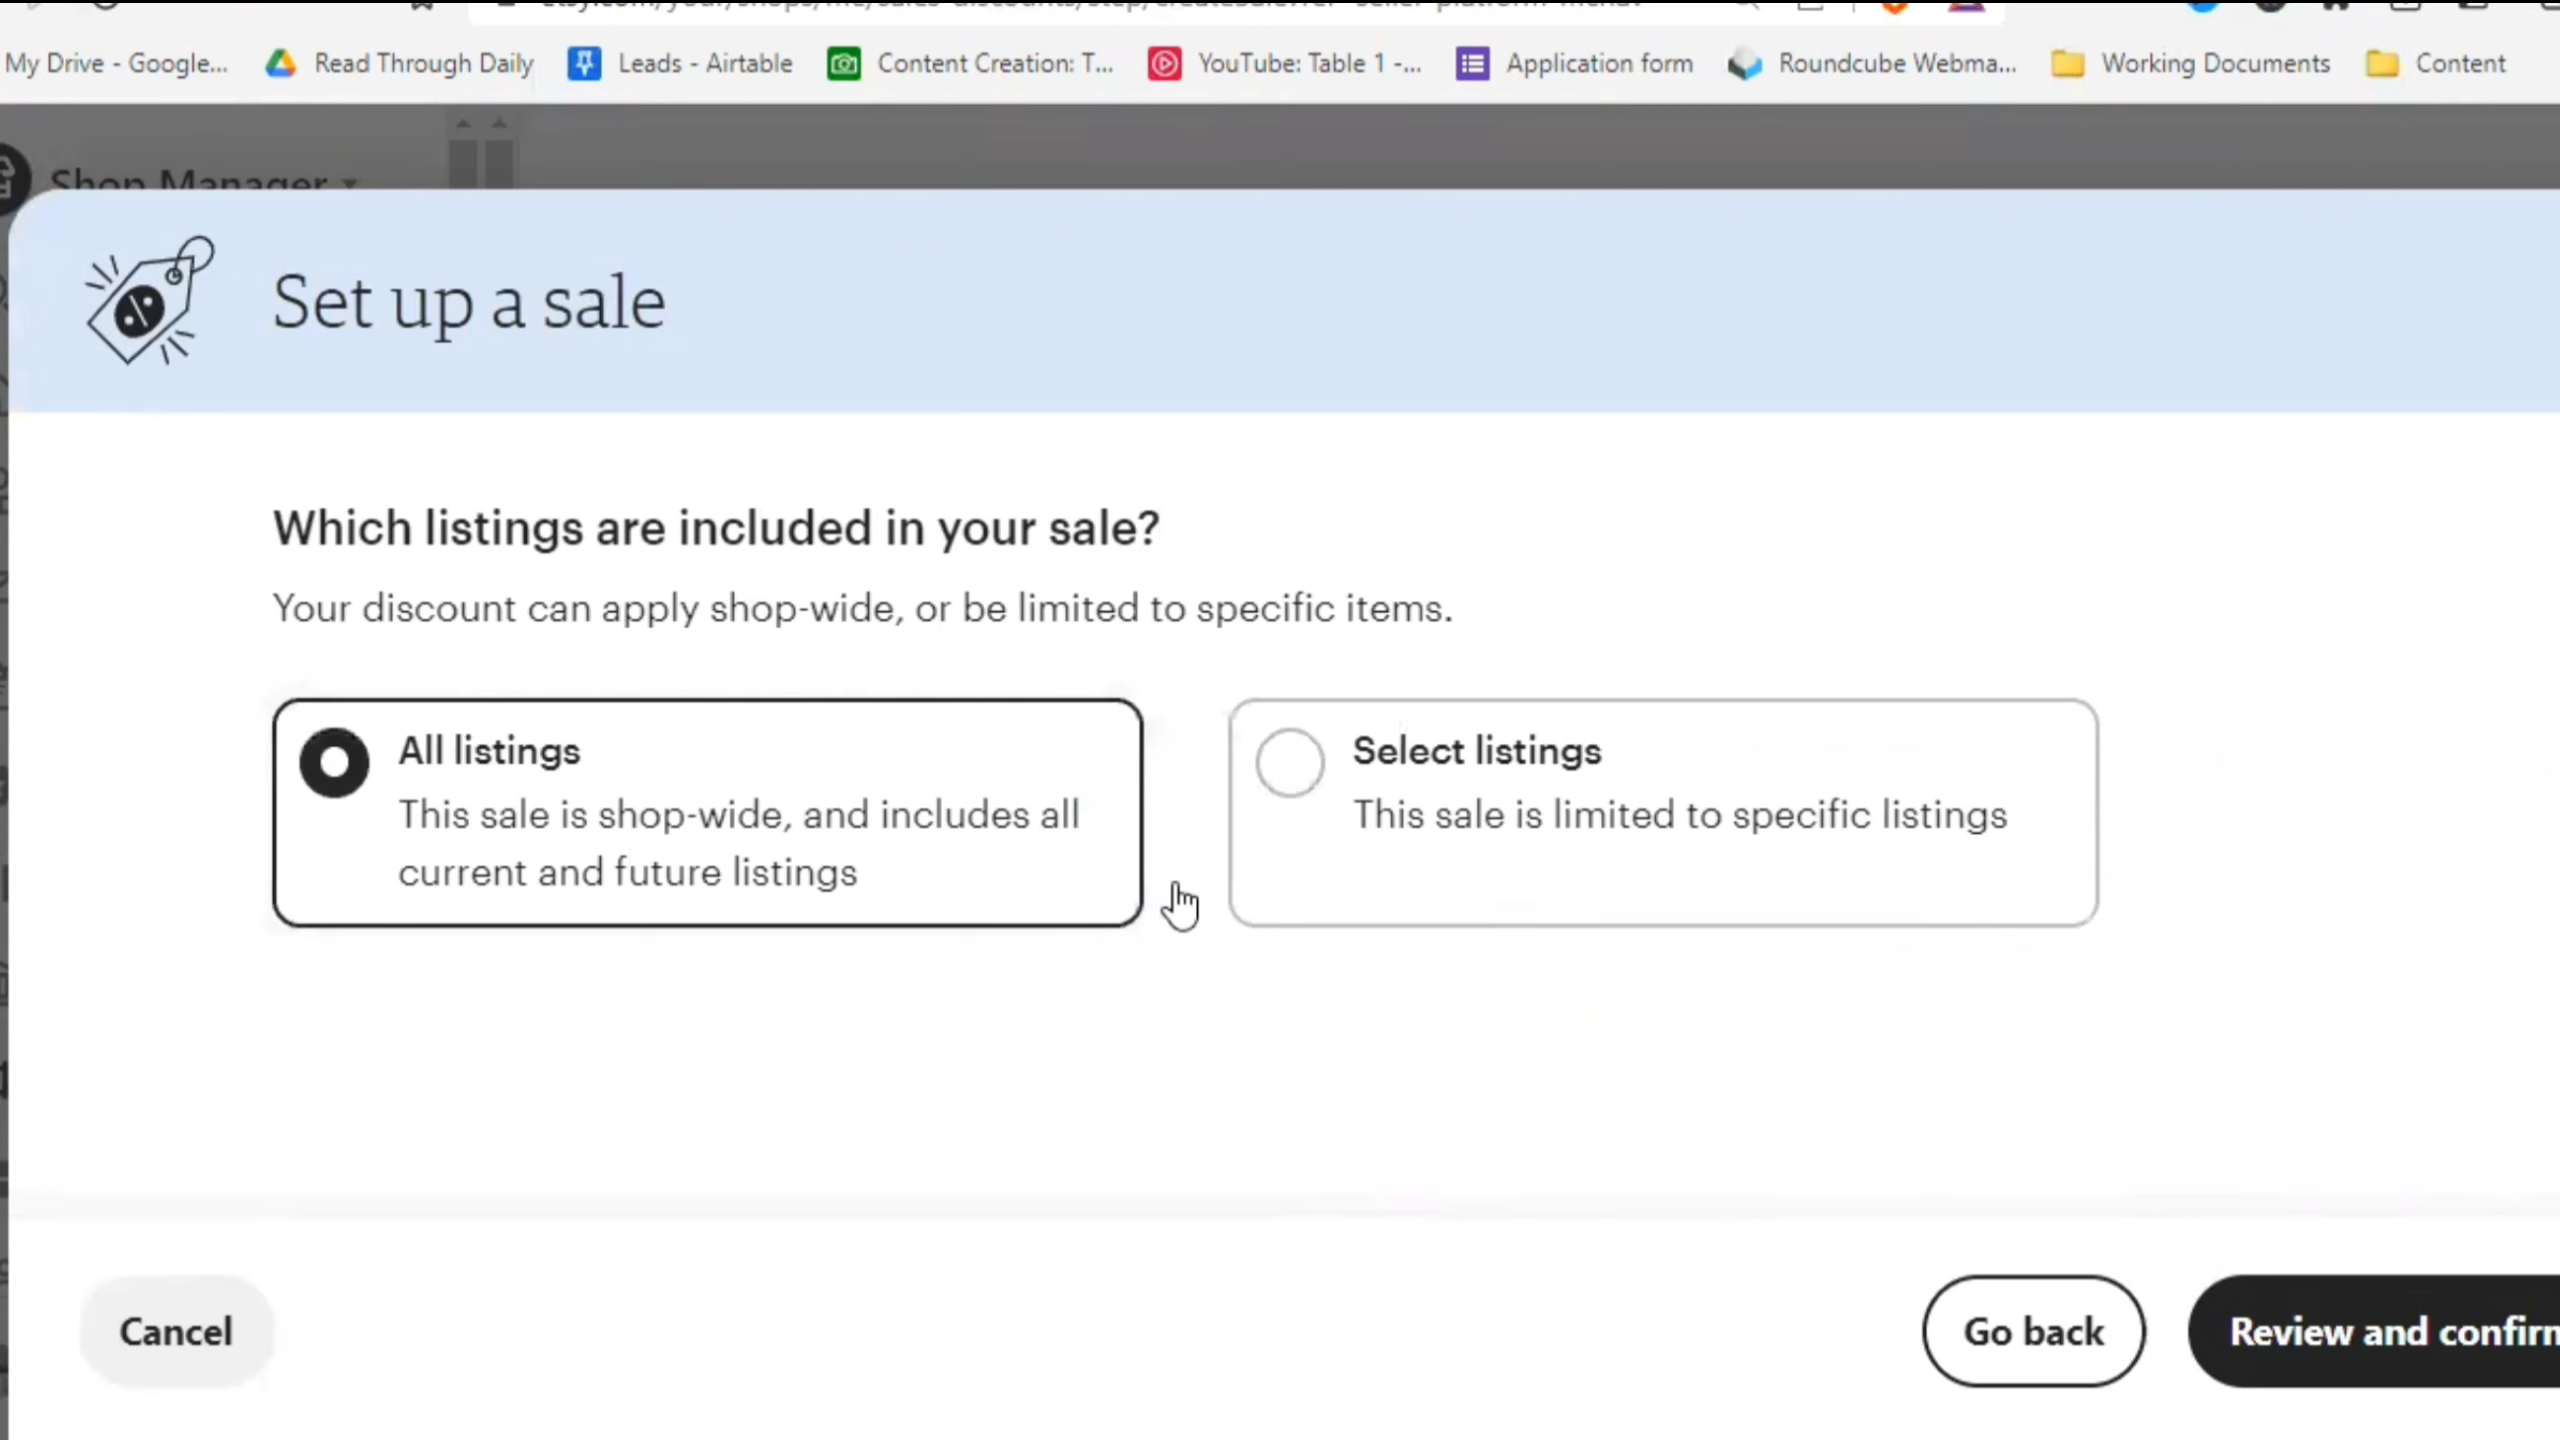 My Drive - Google... Read Through Daily Leads - Airtable Content Creation: T... YouTube: Table 1 -... Application form Roundcube Webma... Working Documents Content
Shop Manager
Set up a sale
Which listings are included in your sale?
Your discount can apply shop-wide, or be limited to specific items.
All listings
This sale is shop-wide, and includes all
current and future listings
Select listings
This sale is limited to specific listings
Cancel
Go back
Review and confirm